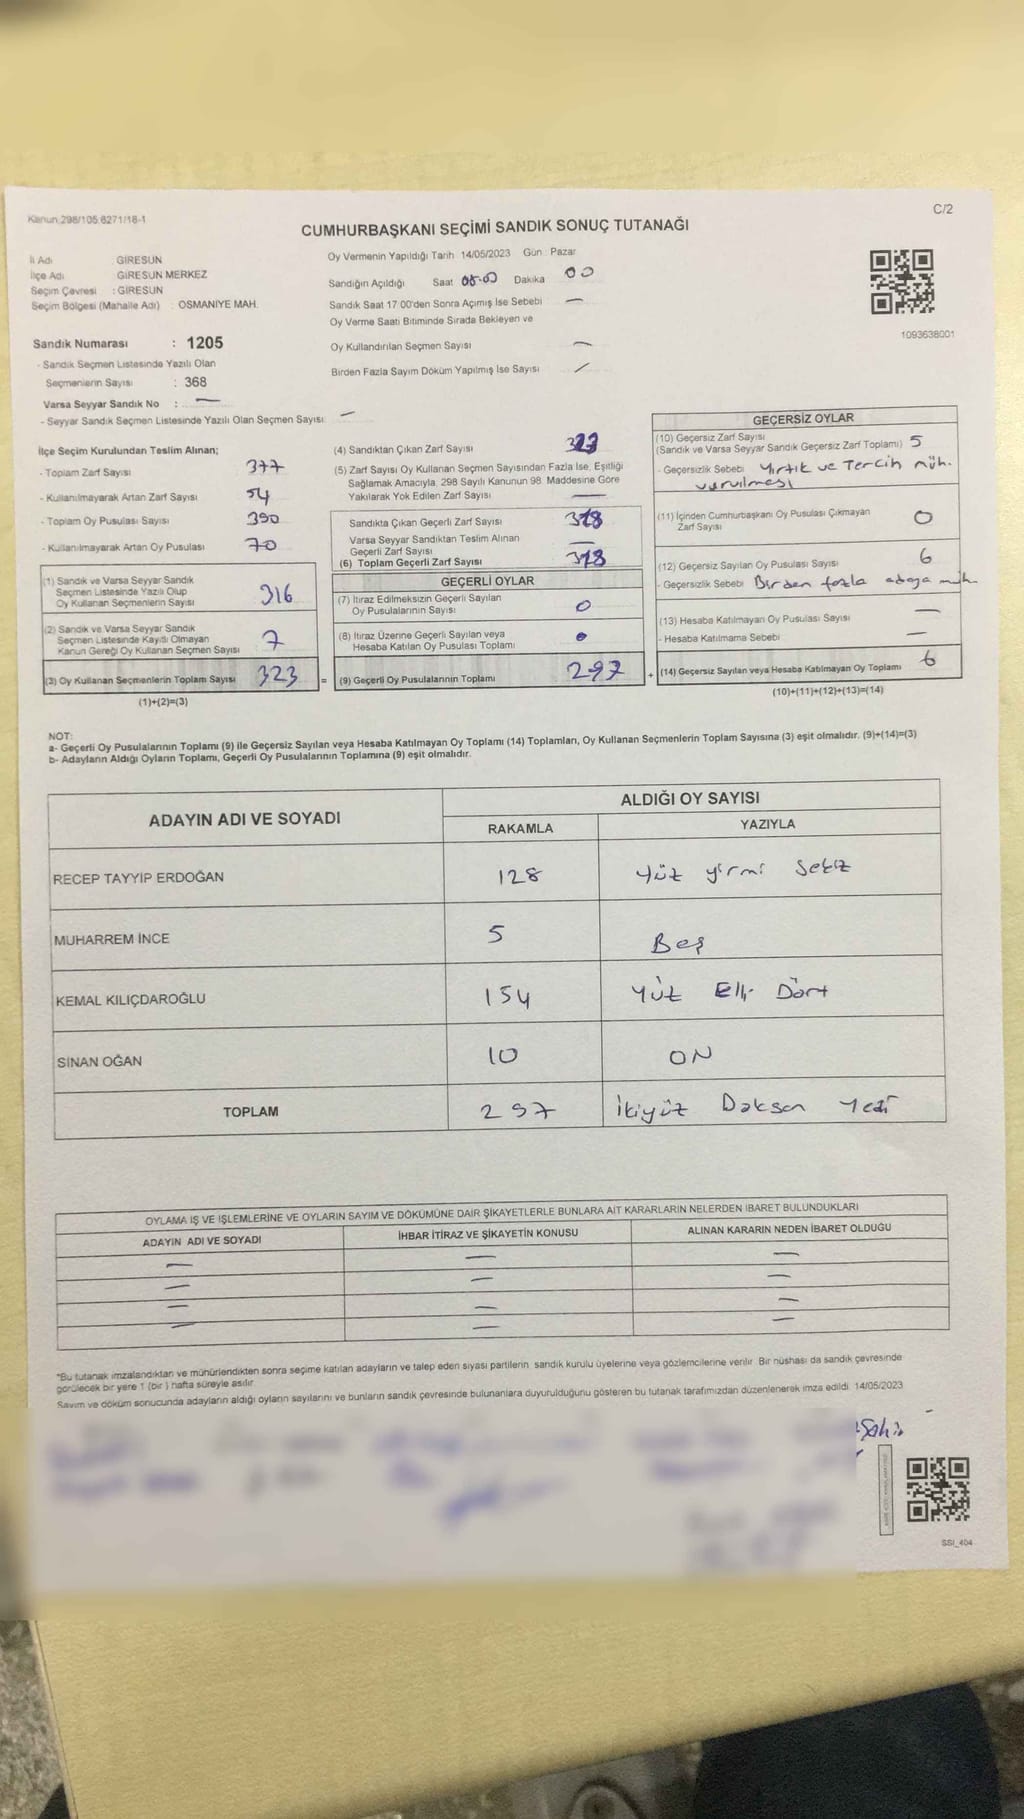 Kanun 298/105 6271/18-1
C/2
CUMHURBAŞKANI SEÇİMİ SANDIK SONUÇ TUTANAĞI
İl Adı GİRESUN
İlçe Adı GİRESUN MERKEZ
Seçim Çevresi : GİRESUN
Seçim Bölgesi (Mahalle Adı) OSMANİYE MAH.
Sandık Numarası : 1205
- Sandık Seçmen Listesinde Yazılı Olan
Seçmenlerin Sayısı : 368
Varsa Seyyar Sandık No : —
- Seyyar Sandık Seçmen Listesinde Yazılı Olan Seçmen Sayısı —
Oy Vermenin Yapıldığı Tarih 14/05/2023 Gün Pazar
Sandığın Açıldığı Saat 08.00 Dakika 00
Sandık Saat 17:00'den Sonra Açımış İse Sebebi —
Oy Verme Saati Bitiminde Sırada Bekleyen ve
Oy Kullandırılan Seçmen Sayısı —
Birden Fazla Sayım Döküm Yapılmış İse Sayısı —
1093638001
İlçe Seçim Kurulundan Teslim Alınan;
- Toplam Zarf Sayısı 377
- Kullanılmayarak Artan Zarf Sayısı 54
- Toplam Oy Pusulası Sayısı 390
- Kullanılmayarak Artan Oy Pusulası 70
(1) Sandık ve Varsa Seyyar Sandık
Seçmen Listesinde Yazılı Olup
Oy Kullanan Seçmenlerin Sayısı 316
(2) Sandık ve Varsa Seyyar Sandık
Seçmen Listesinde Kayıdı Olmayan
Kanun Gereği Oy Kullanan Seçmen Sayısı 7
(3) Oy Kullanan Seçmenlerin Toplam Sayısı 323
(1)+(2)=(3)
(4) Sandıktan Çıkan Zarf Sayısı 323
(5) Zarf Sayısı Oy Kullanan Seçmen Sayısından Fazla İse, Eşitliği
Sağlamak Amacıyla, 298 Sayılı Kanunun 98. Maddesine Göre
Yakılarak Yok Edilen Zarf Sayısı —
Sandıkta Çıkan Geçerli Zarf Sayısı 318
Varsa Seyyar Sandıktan Teslim Alınan
Geçerli Zarf Sayısı —
(6) Toplam Geçerli Zarf Sayısı 318
GEÇERLİ OYLAR
(7) İtiraz Edilmeksizin Geçerli Sayılan
Oy Pusulalarının Sayısı 0
(8) İtiraz Üzerine Geçerli Sayılan veya
Hesaba Katılan Oy Pusulası Toplamı
= (9) Geçerli Oy Pusulalarının Toplamı 297 +
GEÇERSİZ OYLAR
(10) Geçersiz Zarf Sayısı
(Sandık ve Varsa Seyyar Sandık Geçersiz Zarf Toplamı) 5
- Geçersizlik Sebebi Yırtık ve Tercih müh.
vurulmesi
(11) İçinden Cumhurbaşkanı Oy Pusulası Çıkmayan
Zarf Sayısı 0
(12) Geçersiz Sayılan Oy Pusulası Sayısı 6
- Geçersizlik Sebebi Birden fazla adaya müh.
(13) Hesaba Katılmayan Oy Pusulası Sayısı —
- Hesaba Katılmama Sebebi —
(14) Geçersiz Sayılan veya Hesaba Katılmayan Oy Toplamı 6
(10)+(11)+(12)+(13)=(14)
NOT:
a- Geçerli Oy Pusulalarının Toplamı (9) ile Geçersiz Sayılan veya Hesaba Katılmayan Oy Toplamı (14) Toplamları, Oy Kullanan Seçmenlerin Toplam Sayısına (3) eşit olmalıdır. (9)+(14)=(3)
b- Adayların Aldığı Oyların Toplamı, Geçerli Oy Pusulalarının Toplamına (9) eşit olmalıdır.
ADAYIN ADI VE SOYADI ALDIĞI OY SAYISI
RAKAMLA YAZIYLA
RECEP TAYYİP ERDOĞAN 128 Yüz yirmi sekiz
MUHARREM İNCE 5 Beş
KEMAL KILIÇDAROĞLU 154 Yüz Elli Dört
SİNAN OĞAN 10 ON
TOPLAM 297 İkiyüz Doksan Yedi
OYLAMA İŞ VE İŞLEMLERİNE VE OYLARIN SAYIM VE DÖKÜMÜNE DAİR ŞİKAYETLERLE BUNLARA AİT KARARLARIN NELERDEN İBARET BULUNDUKLARI
ADAYIN ADI VE SOYADI İHBAR İTİRAZ VE ŞİKAYETİN KONUSU ALINAN KARARIN NEDEN İBARET OLDUĞU
— — —
— — —
— — —
— — —
*Bu tutanak imzalandıktan ve mühürlendikten sonra seçime katılan adayların ve talep eden siyasi partilerin sandık kurulu üyelerine veya gözlemcilerine verilir. Bir nüshası da sandık çevresinde
görülecek bir yere 1 (bir) hafta süreyle asılır.
Sayım ve döküm sonucunda adayların aldığı oyların sayılarını ve bunların sandık çevresinde bulunanlara duyurulduğunu gösteren bu tutanak tarafımızdan düzenlenerek imza edildi. 14/05/2023
SSI_404